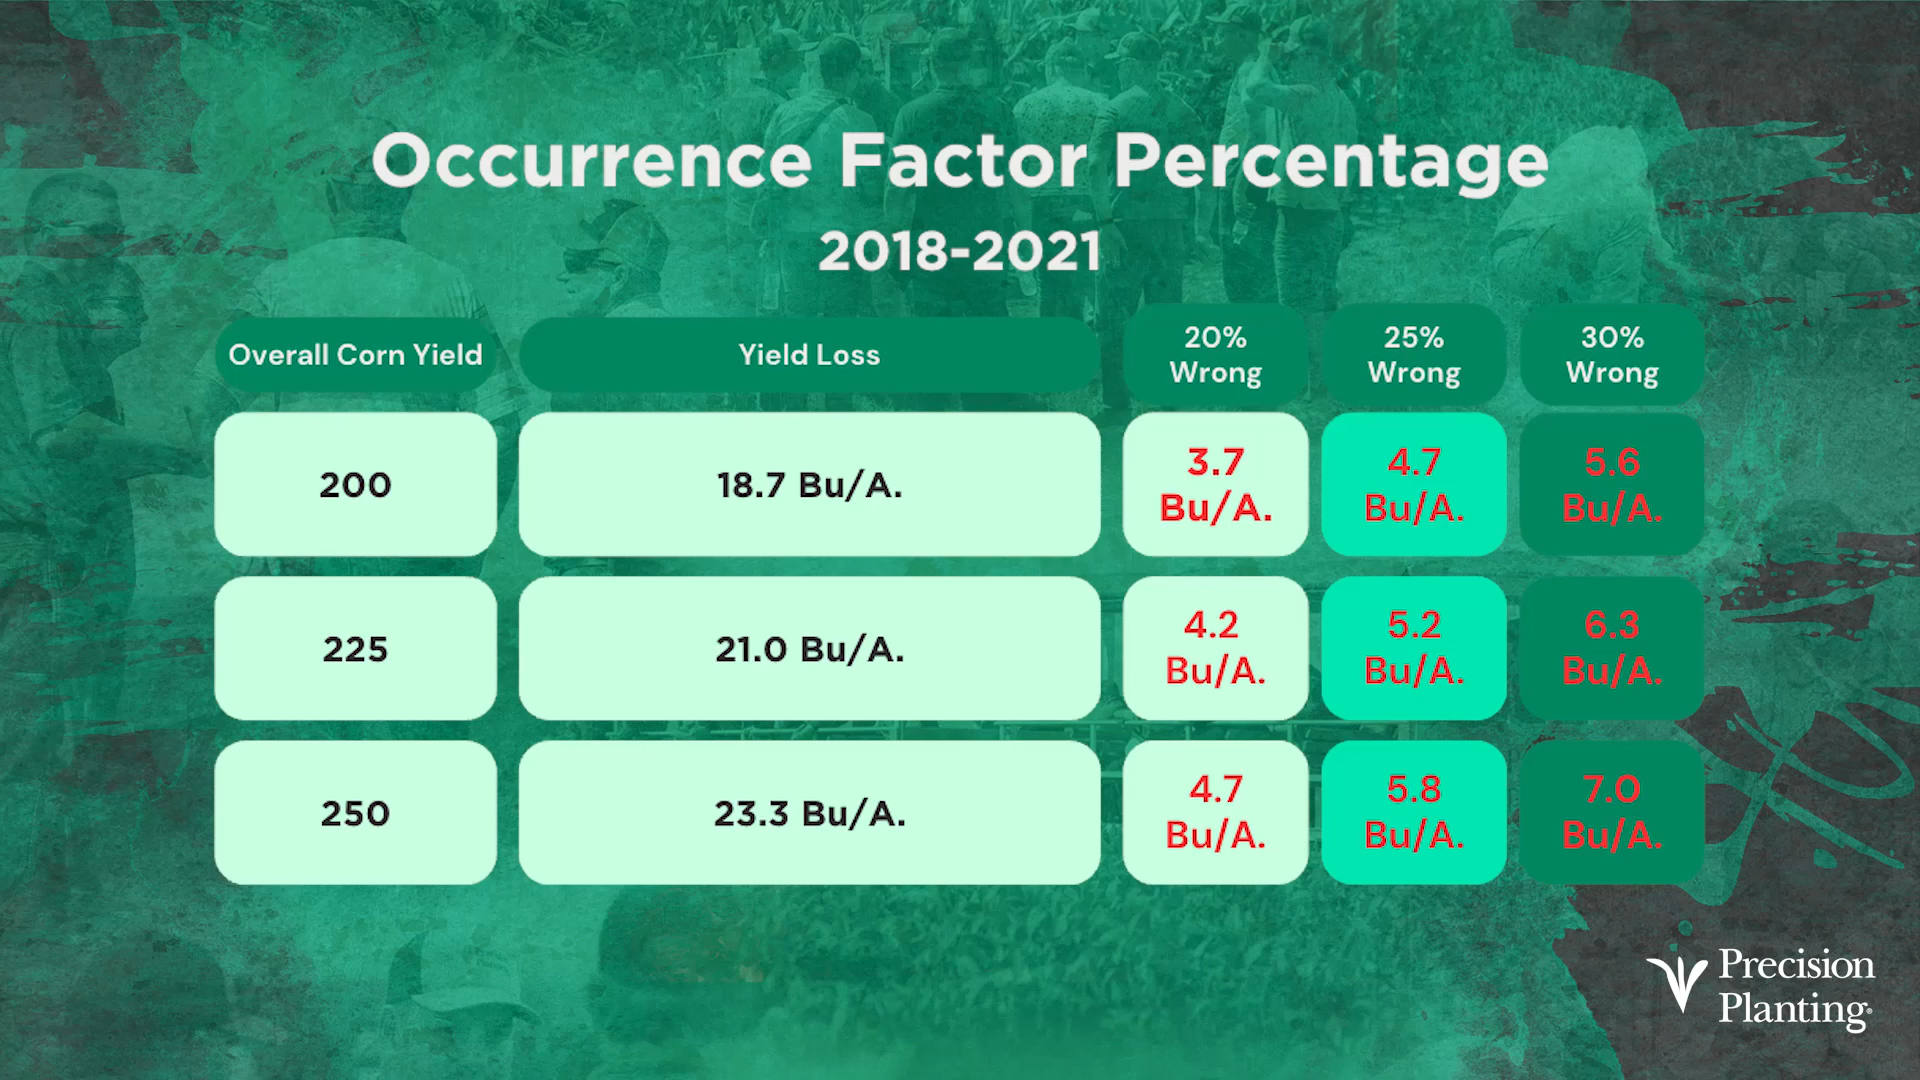 Occurrence Factor Percentage
2018-2021
Overall Corn Yield
Yield Loss
20%
Wrong
25%
Wrong
30%
Wrong
200
18.7 Bu/A.
3.7
Bu/A.
4.7
Bu/A.
5.6
Bu/A.
225
21.0 Bu/A.
4.2
Bu/A.
5.2
Bu/A.
6.3
Bu/A.
250
23.3 Bu/A.
4.7
Bu/A.
5.8
Bu/A.
7.0
Bu/A.
Precision
Planting®